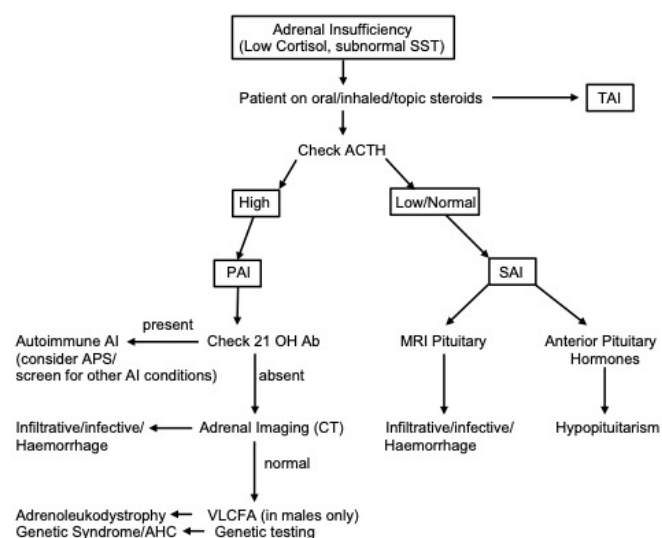 Adrenal Insufficiency
(Low Cortisol, subnormal SST)
Patient on oral/inhaled/topic steroids
TAI
Check ACTH
High
Low/Normal
PAI
SAI
present
Autoimmune AI
(consider APS/
screen for other AI conditions)
Check 21 OH Ab
MRI Pituitary
Anterior Pituitary
Hormones
absent
Infiltrative/infective/
Haemorrhage
Adrenal Imaging (CT)
Infiltrative/infective/
Haemorrhage
Hypopituitarism
normal
Adrenoleukodystrophy
VLCFA (in males only)
Genetic Syndrome/AHC
Genetic testing